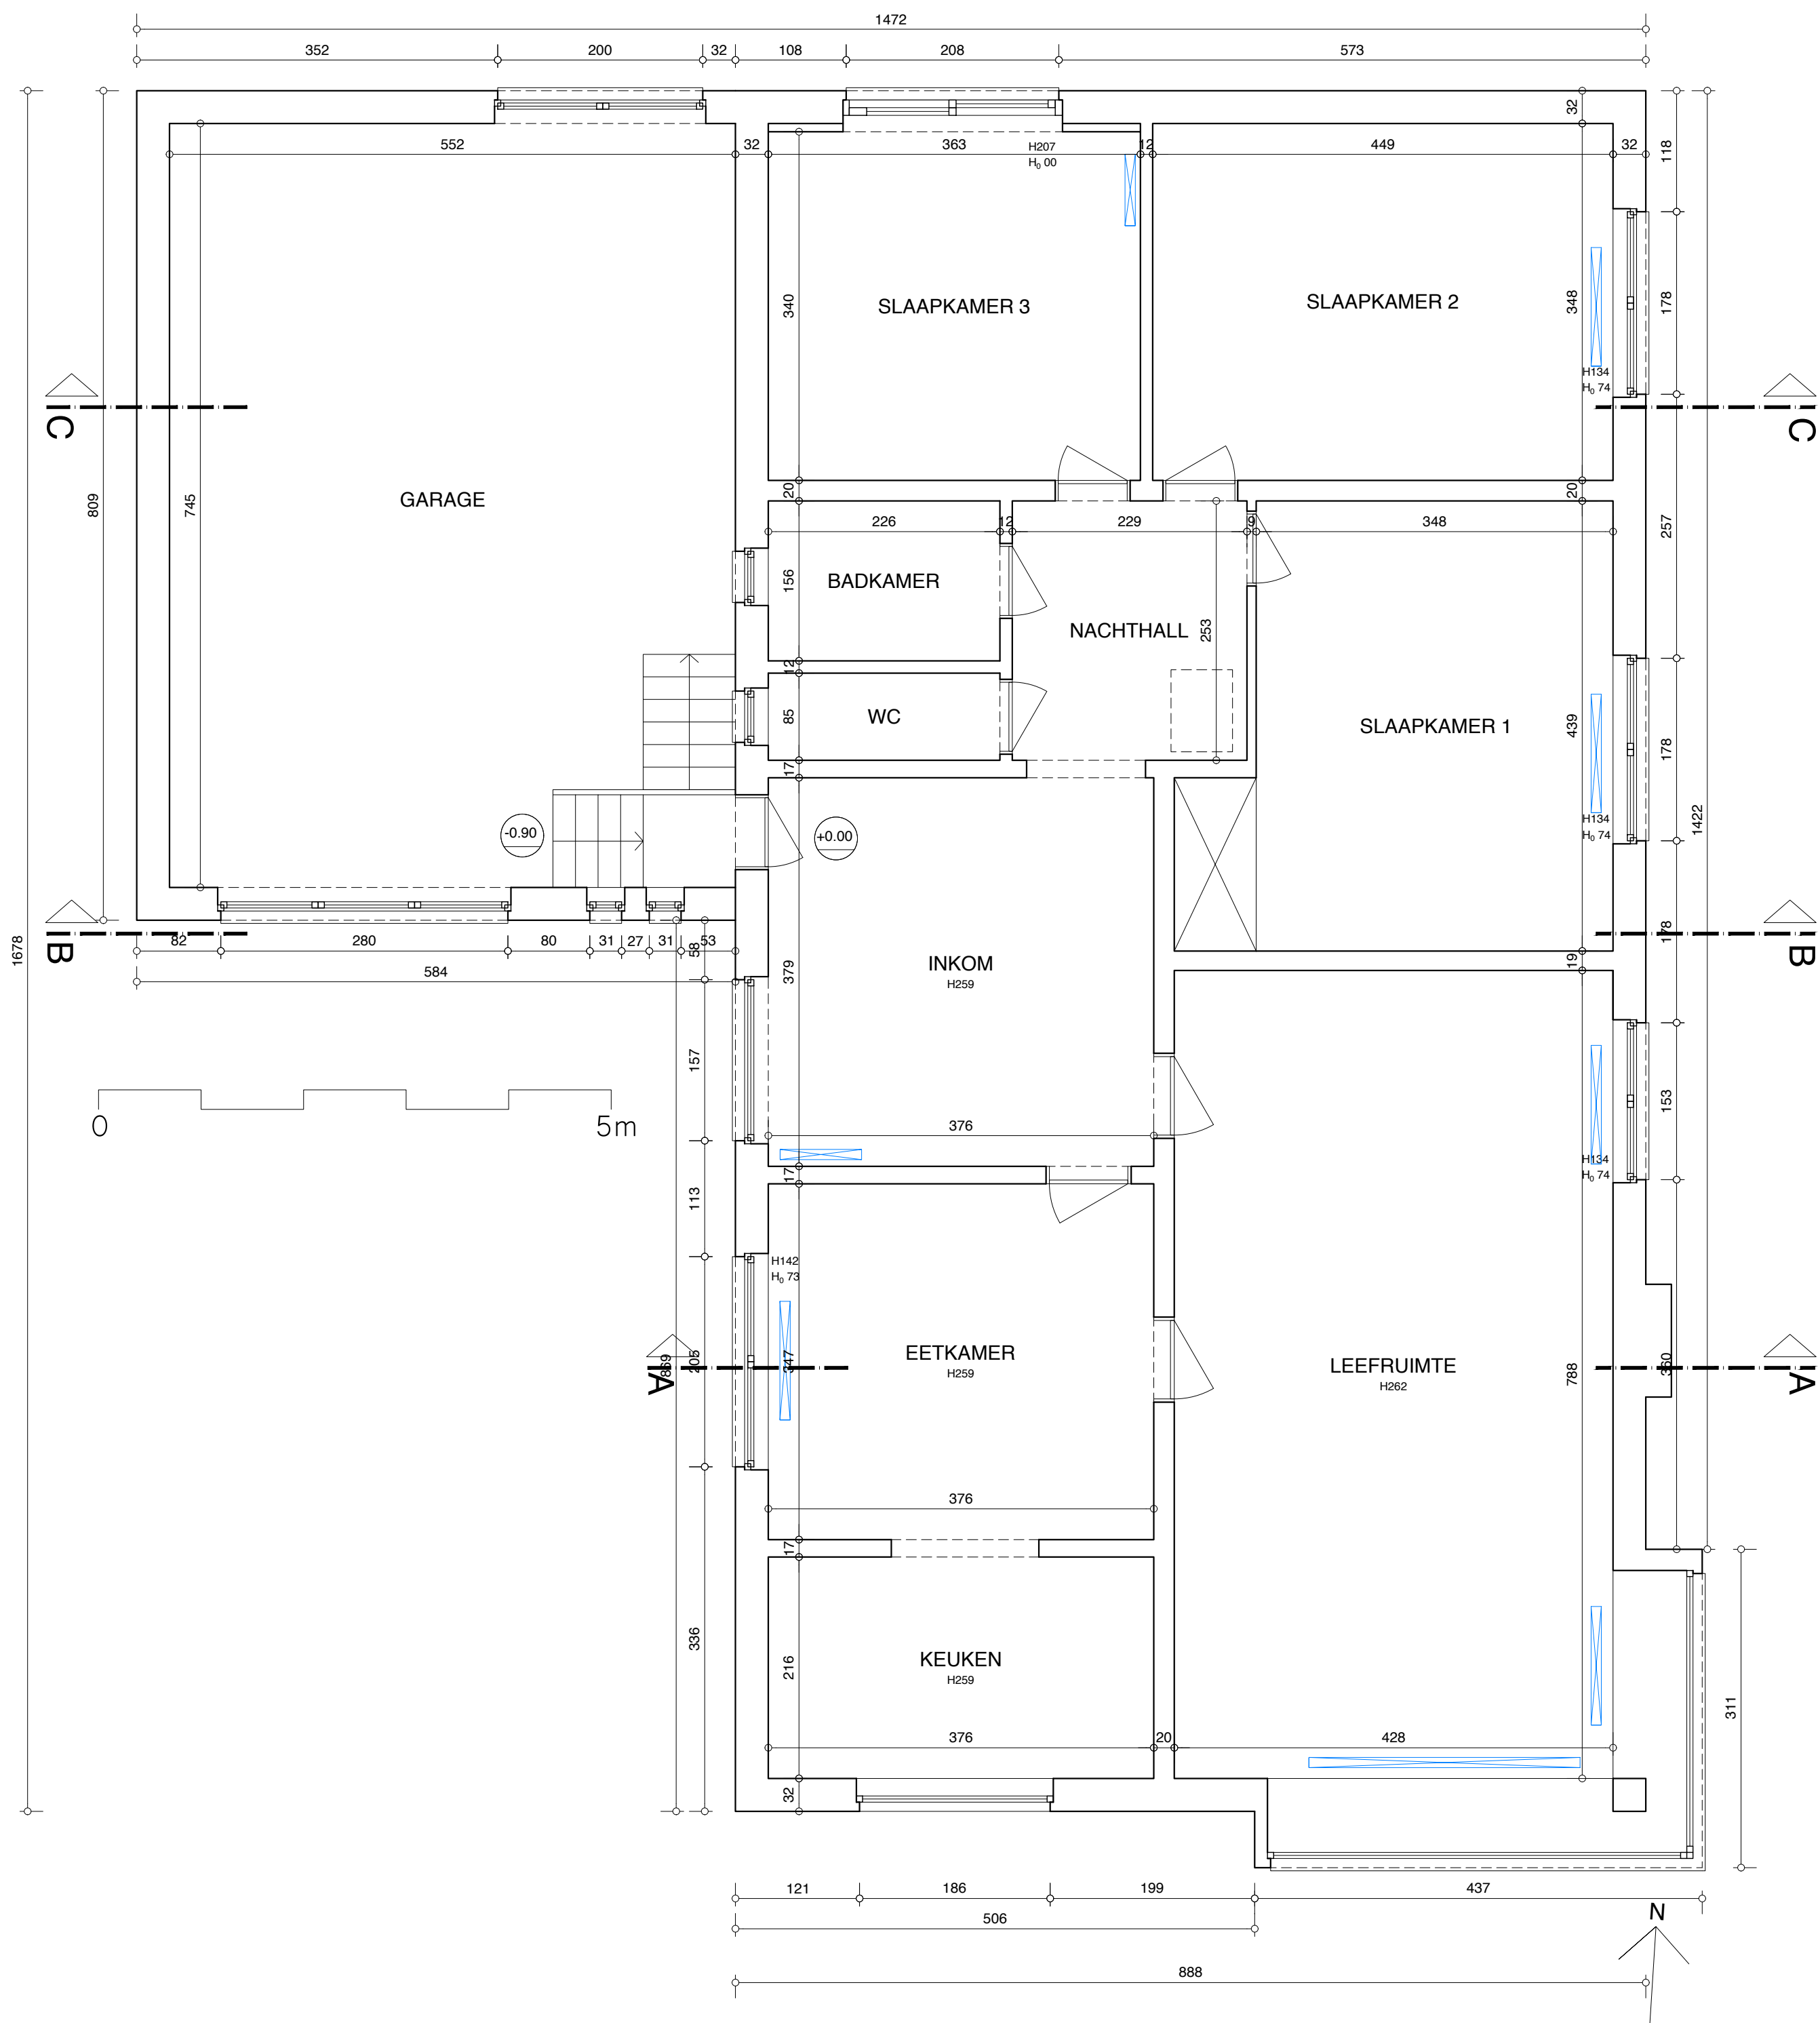 1472
352 200 32 108 208 573
32
552 32 363 12 449 32
118
H207
H₀ 00
340
SLAAPKAMER 3
SLAAPKAMER 2
348
178
H134
H₀ 74
C
C
809
745
GARAGE
20
20
226 12 229 9 348
257
156
BADKAMER
NACHTHALL
253
12
85
WC
SLAAPKAMER 1
439
178
17
1422
-0.90
+0.00
H134
H₀ 74
1678
B
82 280 80 31 27 31 53
58
584
379
INKOM
H259
178
B
19
157
0 5m
376
153
H134
H₀ 74
17
113
H142
H₀ 73
869
205
347
EETKAMER
H259
LEEFRUIMTE
H262
788
360
A
A
376
17
336
216
KEUKEN
H259
311
376 20 428
32
121 186 199 437
506
N
888